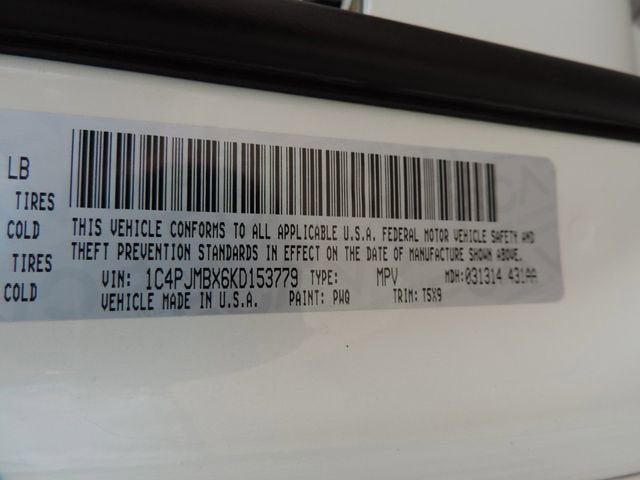 LB
TIRES
COLD
TIRES
COLD
THIS VEHICLE CONFORMS TO ALL APPLICABLE U.S.A. FEDERAL MOTOR VEHICLE SAFETY AND
THEFT PREVENTION STANDARDS IN EFFECT ON THE DATE OF MANUFACTURE SHOWN ABOVE.
VIN: 1C4PJMBX6KD153779 TYPE: MPV MDH:031314 431AA
VEHICLE MADE IN U.S.A. PAINT: PWQ TRIM: T5X9